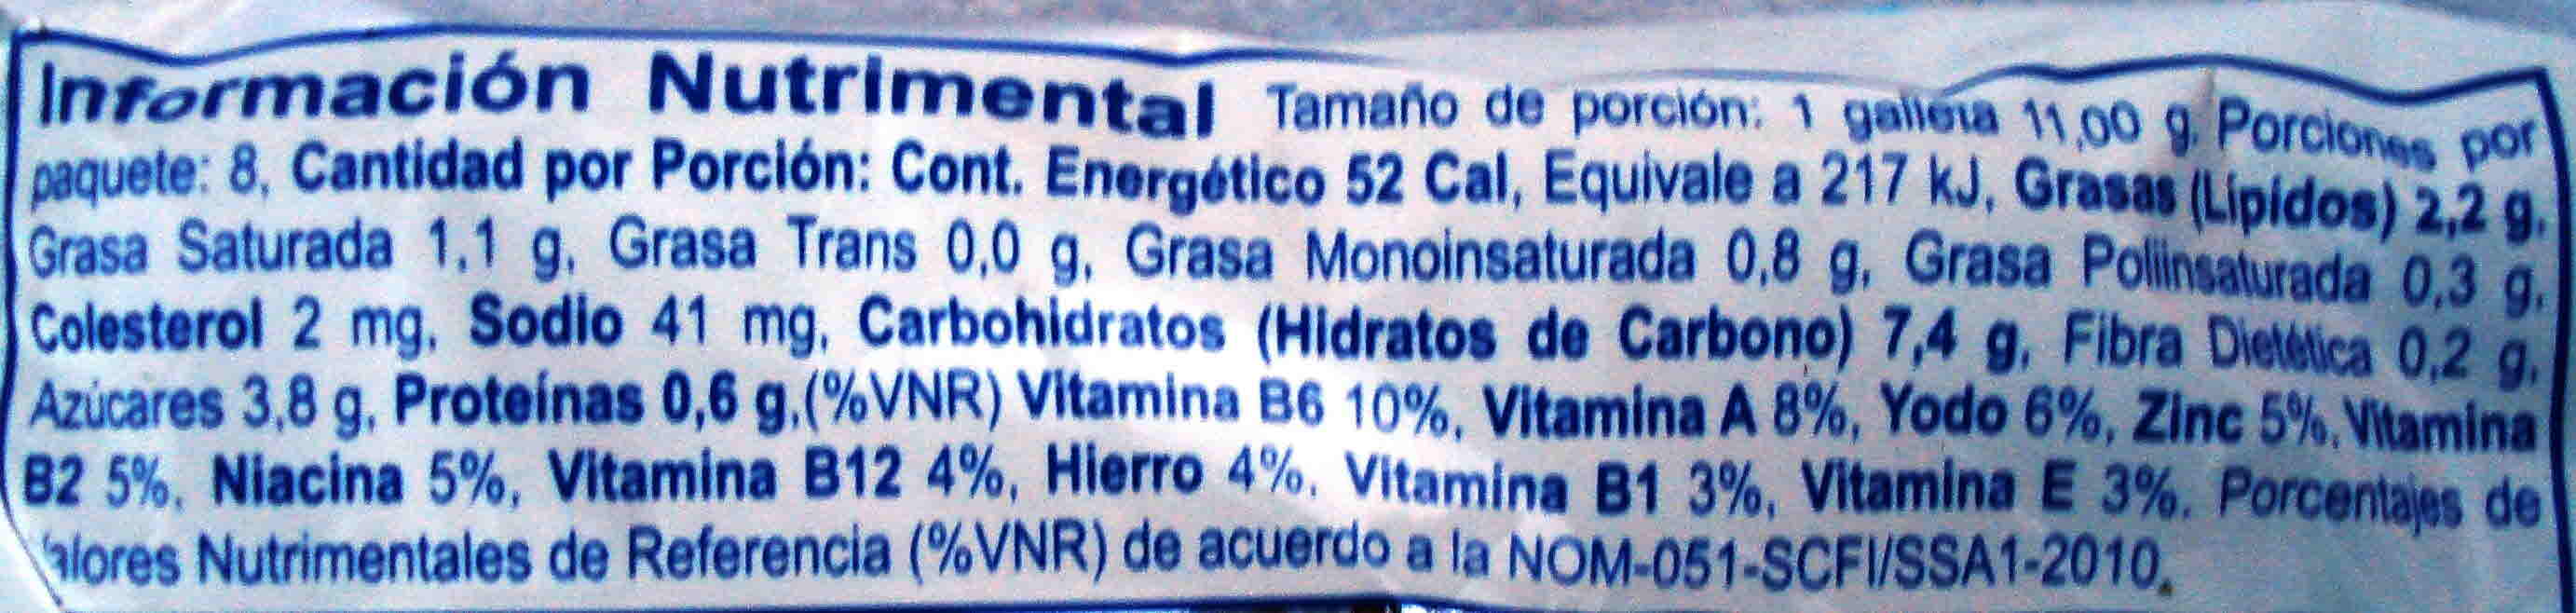 Información Nutrimental Tamaño de porción: 1 galleta 11,00 g. Porciones por
paquete: 8, Cantidad por Porción: Cont. Energético 52 Cal, Equivale a 217 kJ, Grasas (Lípidos) 2,2 g,
Grasa Saturada 1,1 g, Grasa Trans 0,0 g, Grasa Monoinsaturada 0,8 g, Grasa Poliinsaturada 0,3 g,
Colesterol 2 mg, Sodio 41 mg, Carbohidratos (Hidratos de Carbono) 7,4 g, Fibra Dietética 0,2 g,
Azúcares 3,8 g, Proteínas 0,6 g,(%VNR) Vitamina B6 10%, Vitamina A 8%, Yodo 6%, Zinc 5%, Vitamina
B2 5%, Niacina 5%, Vitamina B12 4%, Hierro 4%, Vitamina B1 3%, Vitamina E 3%. Porcentajes de
Valores Nutrimentales de Referencia (%VNR) de acuerdo a la NOM-051-SCFI/SSA1-2010.